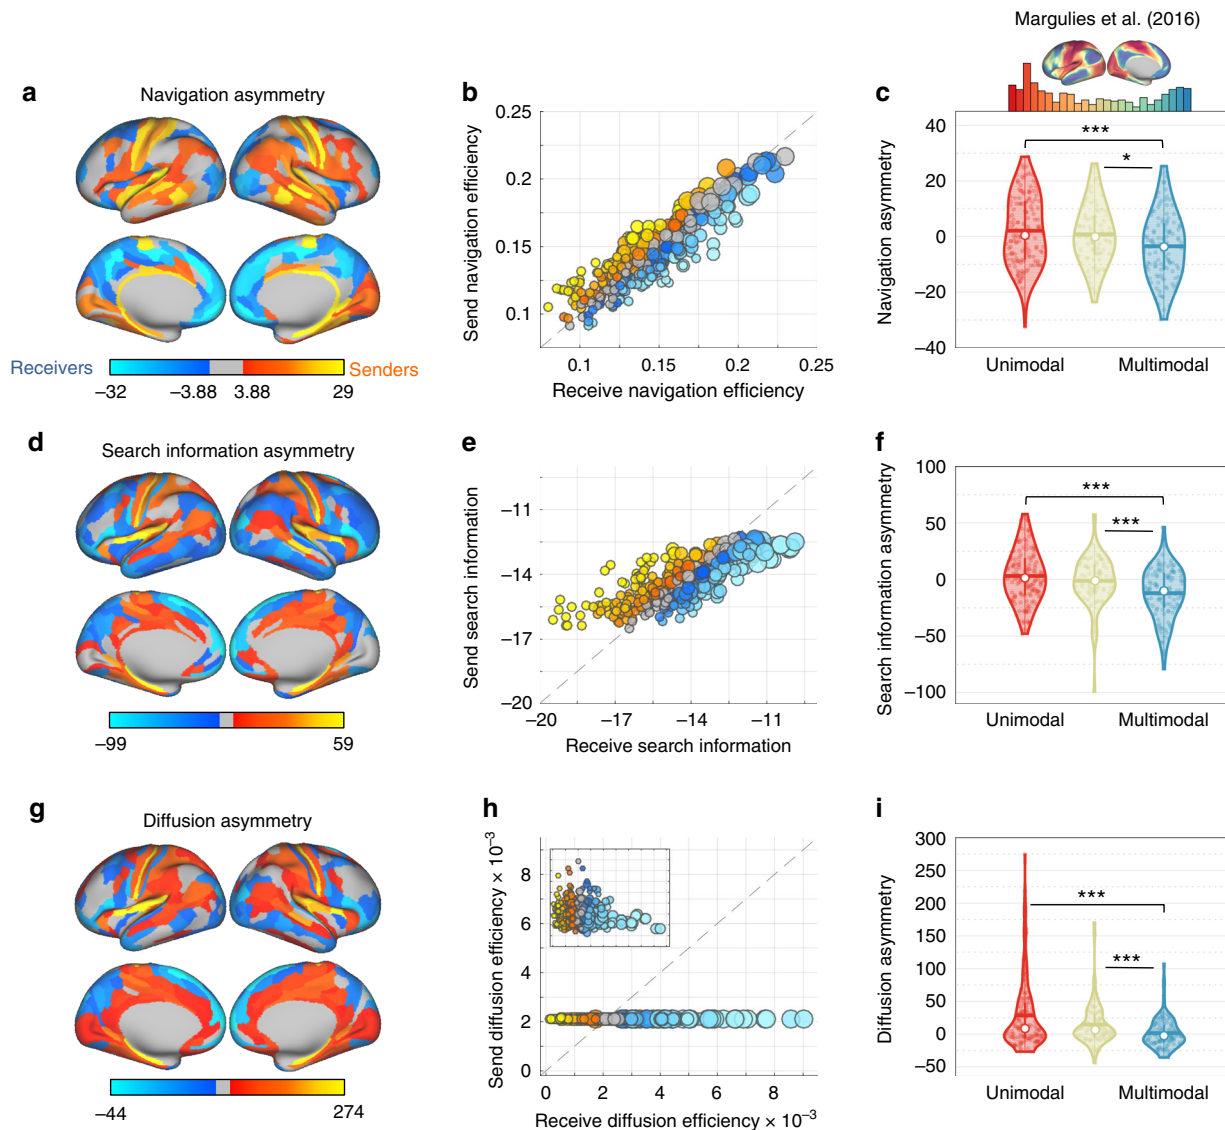 Margulies et al. (2016)
a
Navigation asymmetry
Receivers
Senders
–32
–3.88
3.88
29
b
0.25
0.2
0.15
0.1
Send navigation efficiency
0.1
0.15
0.2
0.25
Receive navigation efficiency
c
40
20
0
–20
–40
Navigation asymmetry
***
*
Unimodal
Multimodal
d
Search information asymmetry
–99
59
e
–11
–14
–17
–20
Send search information
–20
–17
–14
–11
Receive search information
f
100
50
0
–50
–100
Search information asymmetry
***
***
Unimodal
Multimodal
g
Diffusion asymmetry
-44
274
h
8
6
4
2
0
Send diffusion efficiency × 10⁻³
0
2
4
6
8
Receive diffusion efficiency × 10⁻³
i
300
250
200
150
100
50
0
–50
Diffusion asymmetry
***
***
Unimodal
Multimodal